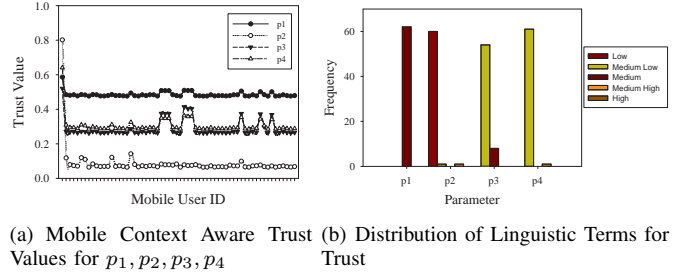 1.0
0.8
0.6
0.4
0.2
0.0
Trust Value
Mobile User ID
p1
p2
p3
p4
60
40
20
0
Frequency
p1 p2 p3 p4
Parameter
Low
Medium Low
Medium
Medium High
High
(a) Mobile Context Aware Trust
Values for p₁, p₂, p₃, p₄
(b) Distribution of Linguistic Terms for
Trust